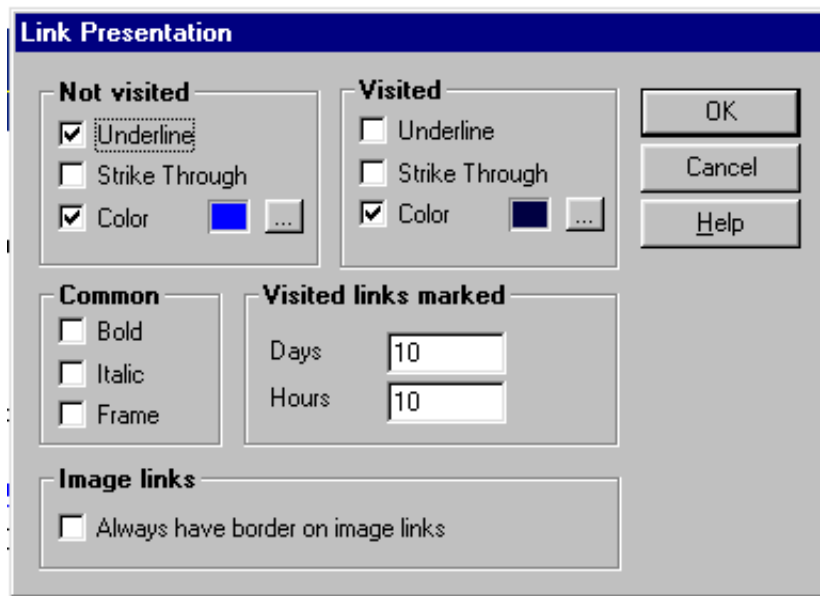 Link Presentation
Not visited
Underline
Strike Through
Color
...
Visited
Underline
Strike Through
Color
...
OK
Cancel
Help
Common
Bold
Italic
Frame
Visited links marked
Days 10
Hours 10
Image links
Always have border on image links